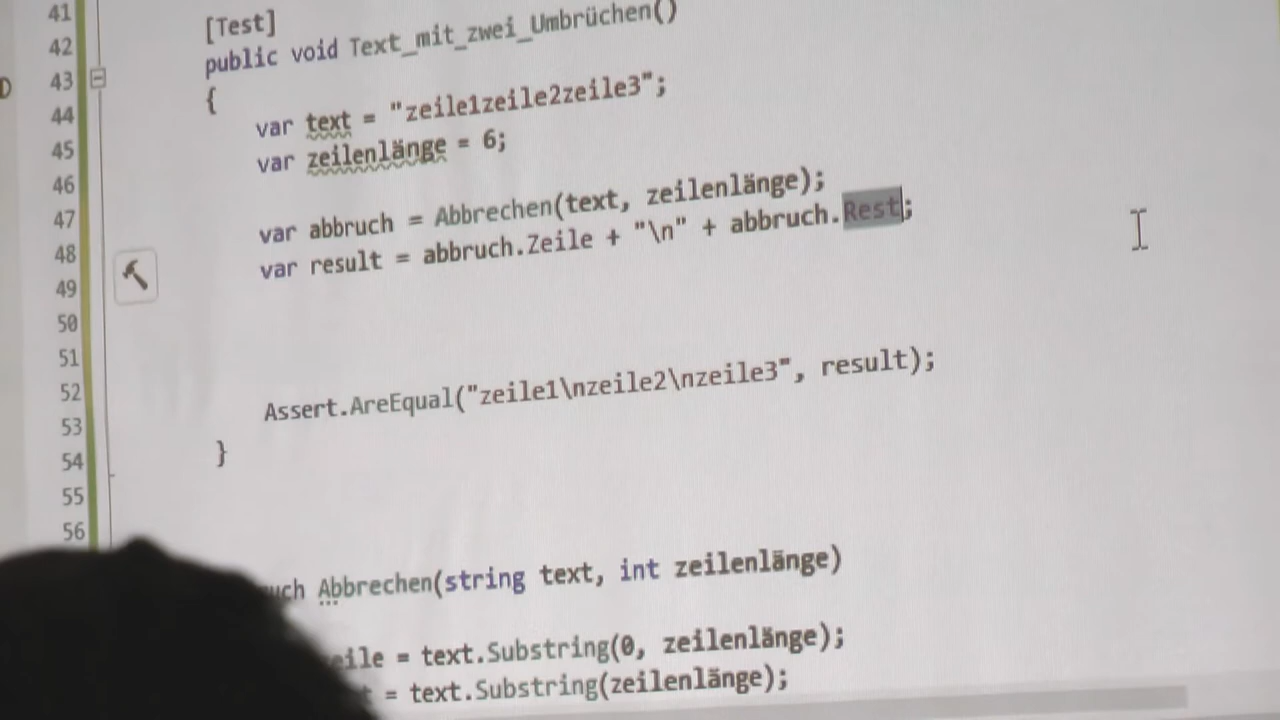 41
42 [Test]
43 public void Text_mit_zwei_Umbrüchen()
44 {
45 var text = "zeile1zeile2zeile3";
46 var zeilenlänge = 6;
47
48 var abbruch = Abbrechen(text, zeilenlänge);
49 var result = abbruch.Zeile + "\n" + abbruch.Rest;
50
51
52
53 Assert.AreEqual("zeile1\nzeile2\nzeile3", result);
54 }
55
56
Abbrechen(string text, int zeilenlänge)
= text.Substring(0, zeilenlänge);
= text.Substring(zeilenlänge);